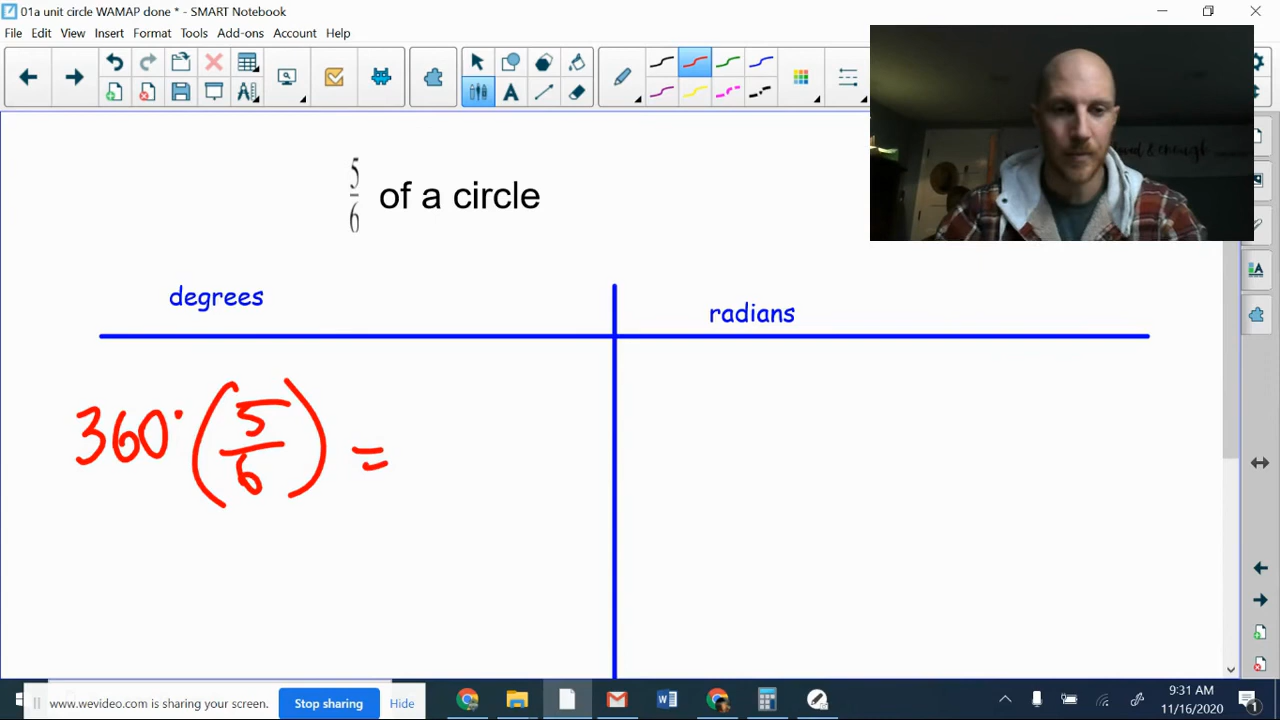 01a unit circle WAMAP done * - SMART Notebook
File Edit View Insert Format Tools Add-ons Account Help
5/6 of a circle
degrees
radians
360° (5/6) =
www.wevideo.com is sharing your screen.
Stop sharing
Hide
9:31 AM
11/16/2020
1